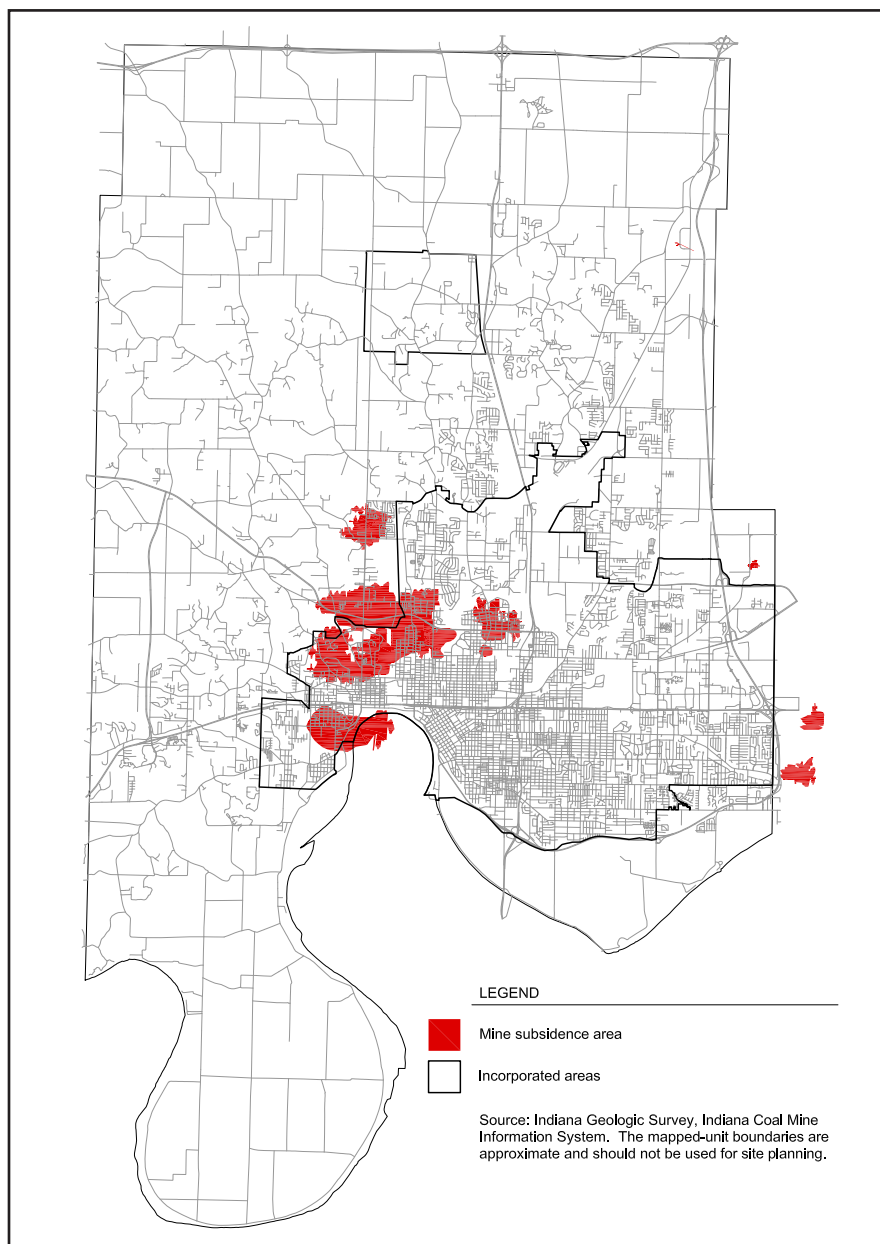 LEGEND
Mine subsidence area
Incorporated areas
Source: Indiana Geologic Survey, Indiana Coal Mine
Information System. The mapped-unit boundaries are
approximate and should not be used for site planning.